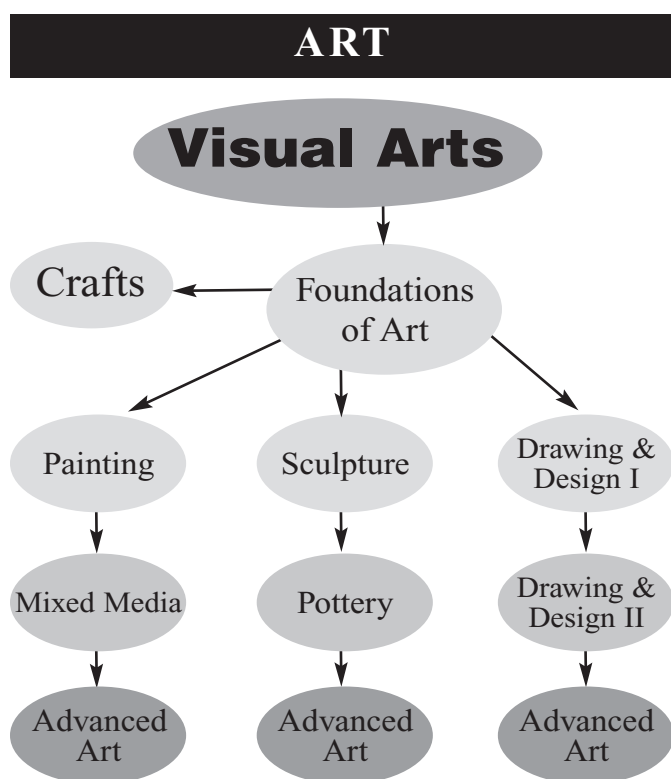 ART
Visual Arts
Crafts
Foundations
of Art
Painting
Sculpture
Drawing &
Design I
Mixed Media
Pottery
Drawing &
Design II
Advanced
Art
Advanced
Art
Advanced
Art